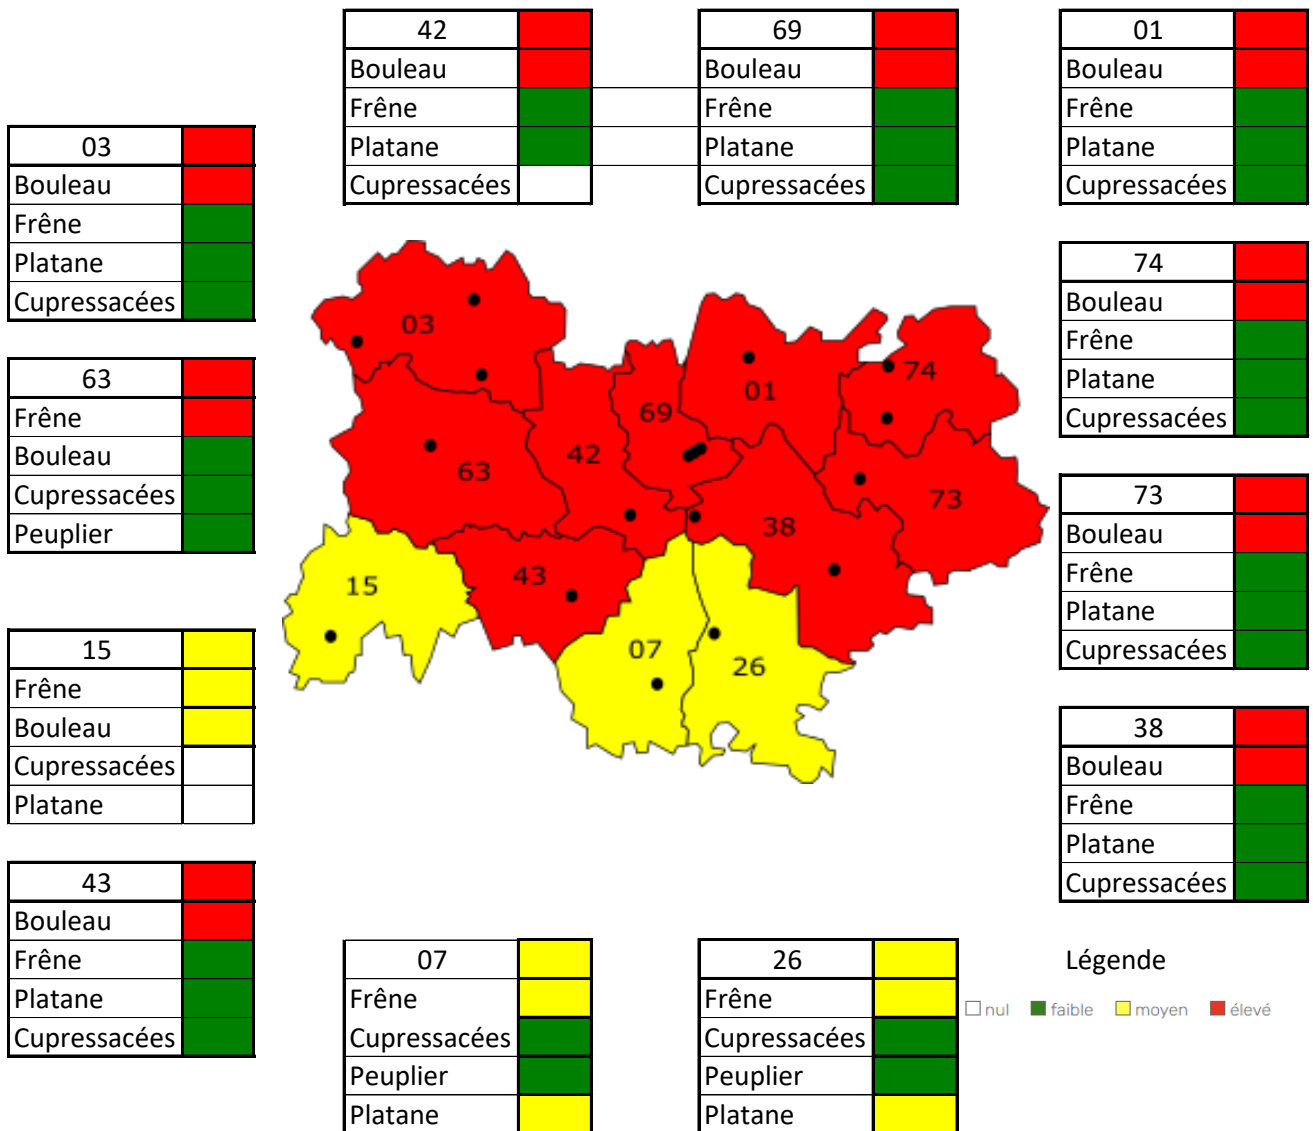 42
Bouleau
Frêne
Platane
Cupressacées
69
Bouleau
Frêne
Platane
Cupressacées
01
Bouleau
Frêne
Platane
Cupressacées
03
Bouleau
Frêne
Platane
Cupressacées
74
Bouleau
Frêne
Platane
Cupressacées
63
Frêne
Bouleau
Cupressacées
Peuplier
03
01
74
69
42
63
73
38
43
15
07
26
73
Bouleau
Frêne
Platane
Cupressacées
15
Frêne
Bouleau
Cupressacées
Platane
38
Bouleau
Frêne
Platane
Cupressacées
43
Bouleau
Frêne
Platane
Cupressacées
07
Frêne
Cupressacées
Peuplier
Platane
26
Frêne
Cupressacées
Peuplier
Platane
Légende
nul faible moyen élevé